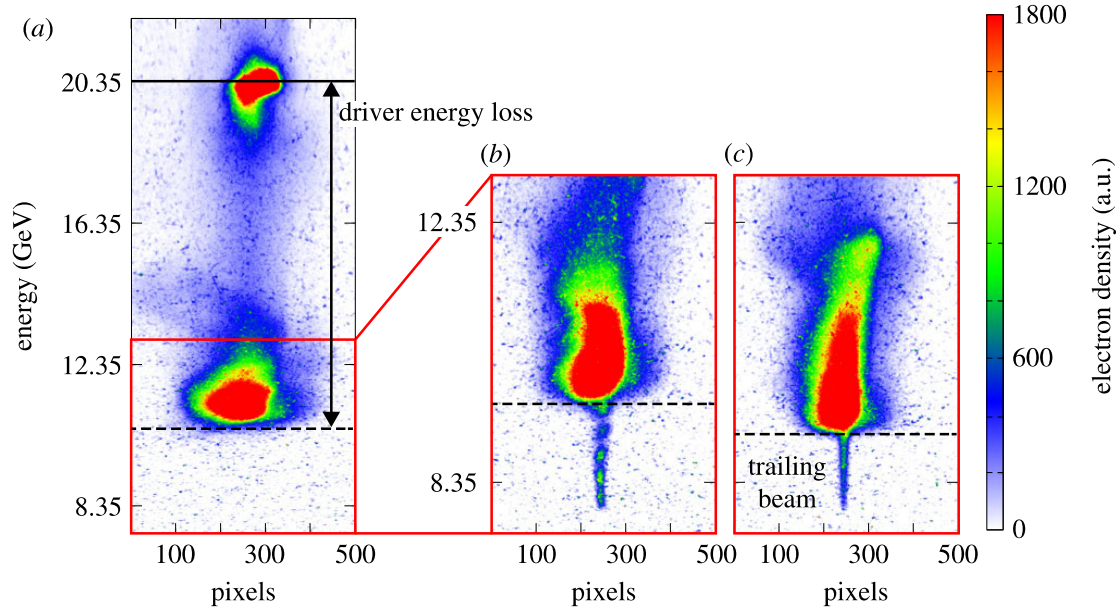 (a)
20.35
16.35
12.35
8.35
energy (GeV)
driver energy loss
100 300 500
pixels
(b)
12.35
8.35
100 300 500
pixels
(c)
trailing
beam
100 300 500
pixels
1800
1200
600
0
electron density (a.u.)